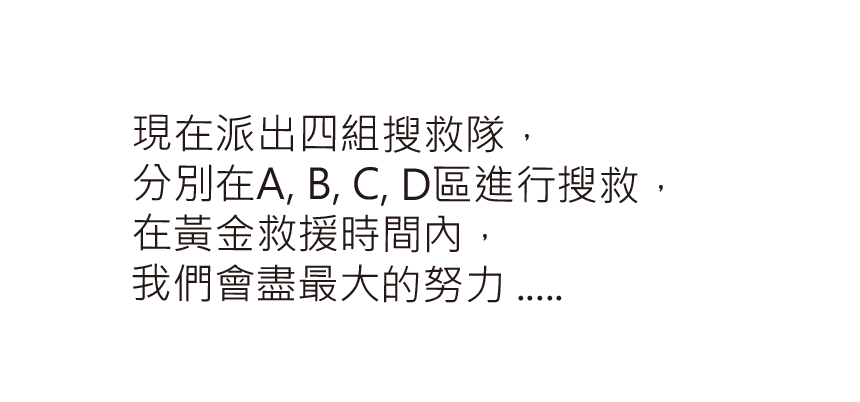 現在派出四組搜救隊，
分別在A, B, C, D區進行搜救，
在黃金救援時間內，
我們會盡最大的努力 .....